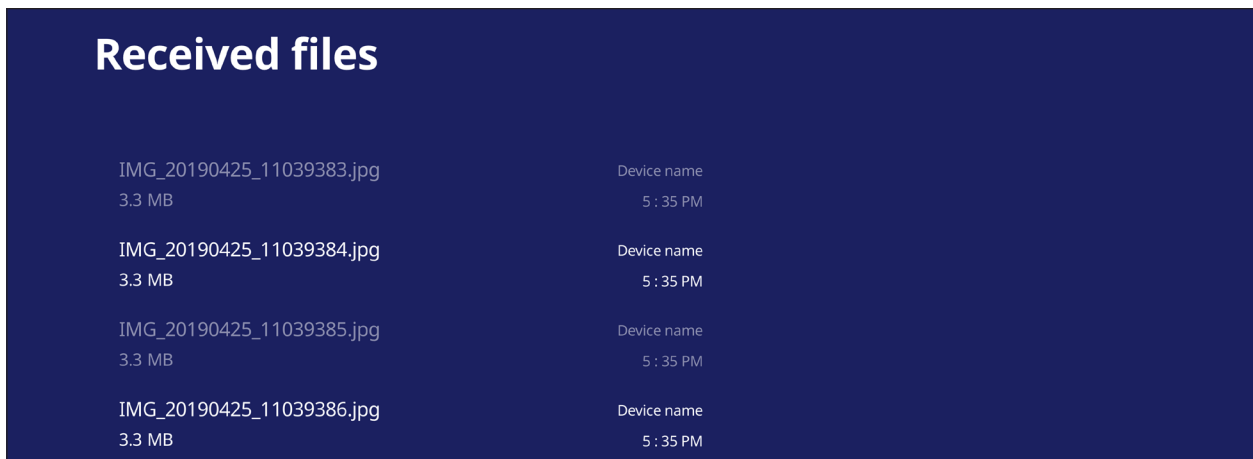 Received files
IMG_20190425_11039383.jpg Device name
3.3 MB 5 : 35 PM
IMG_20190425_11039384.jpg Device name
3.3 MB 5 : 35 PM
IMG_20190425_11039385.jpg Device name
3.3 MB 5 : 35 PM
IMG_20190425_11039386.jpg Device name
3.3 MB 5 : 35 PM